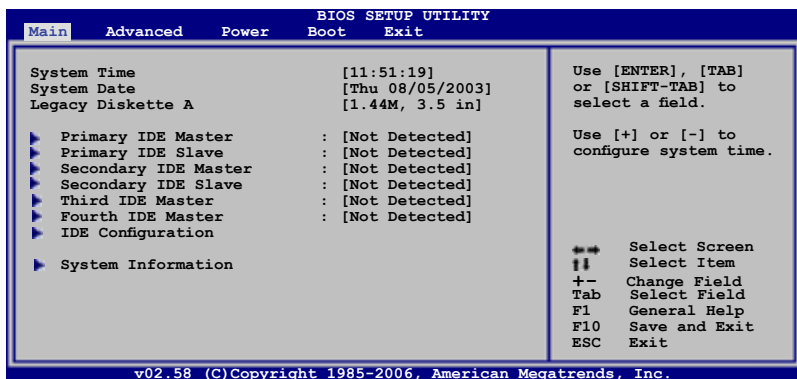 BIOS SETUP UTILITY
Main Advanced Power Boot Exit
System Time [11:51:19]
System Date [Thu 08/05/2003]
Legacy Diskette A [1.44M, 3.5 in]
Primary IDE Master : [Not Detected]
Primary IDE Slave : [Not Detected]
Secondary IDE Master : [Not Detected]
Secondary IDE Slave : [Not Detected]
Third IDE Master : [Not Detected]
Fourth IDE Master : [Not Detected]
IDE Configuration
System Information
Use [ENTER], [TAB]
or [SHIFT-TAB] to
select a field.
Use [+] or [-] to
configure system time.
Select Screen
Select Item
+- Change Field
Tab Select Field
F1 General Help
F10 Save and Exit
ESC Exit
v02.58 (C)Copyright 1985-2006, American Megatrends, Inc.